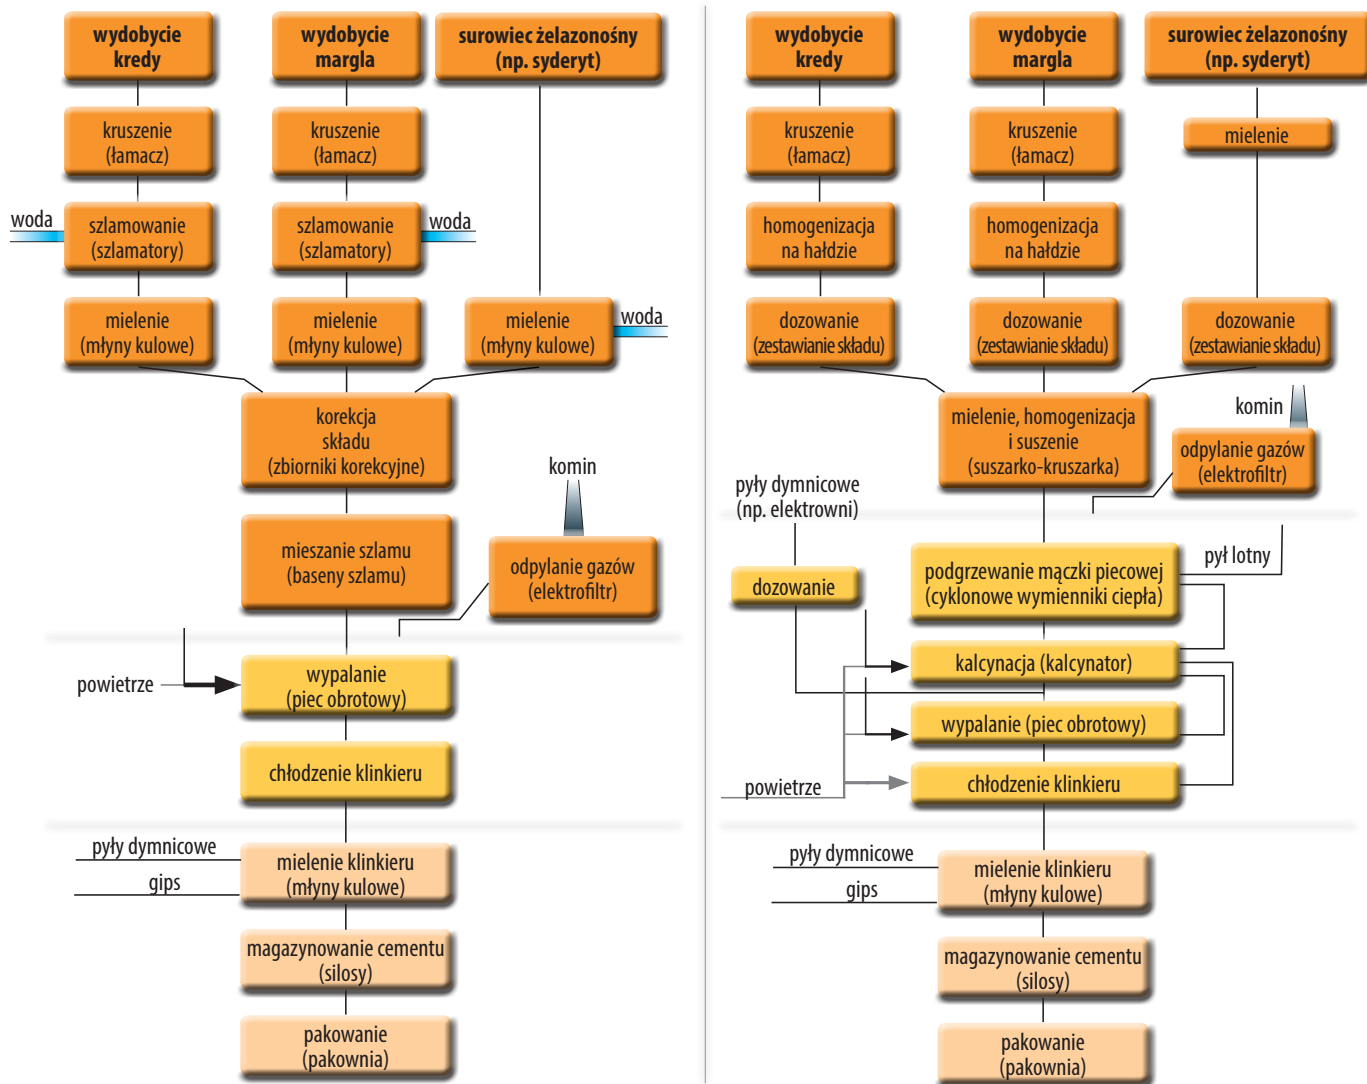 wydobycie
kredy
wydobycie
margla
surowiec żelazonośny
(np. syderyt)
kruszenie
(łamacz)
kruszenie
(łamacz)
woda
szlamowanie
(szlamatory)
szlamowanie
(szlamatory)
woda
mielenie
(młyny kulowe)
mielenie
(młyny kulowe)
mielenie
(młyny kulowe)
woda
korekcja
składu
(zbiorniki korekcyjne)
komin
mieszanie szlamu
(baseny szlamu)
odpylanie gazów
(elektrofiltr)
powietrze
wypalanie
(piec obrotowy)
chłodzenie klinkieru
pyły dymnicowe
gips
mielenie klinkieru
(młyny kulowe)
magazynowanie cementu
(silosy)
pakowanie
(pakownia)
wydobycie
kredy
wydobycie
margla
surowiec żelazonośny
(np. syderyt)
kruszenie
(łamacz)
kruszenie
(łamacz)
mielenie
homogenizacja
na hałdzie
homogenizacja
na hałdzie
dozowanie
(zestawianie składu)
dozowanie
(zestawianie składu)
dozowanie
(zestawianie składu)
komin
mielenie, homogenizacja
i suszenie
(suszarko-kruszarka)
odpylanie gazów
(elektrofiltr)
pyły dymnicowe
(np. elektrowni)
pył lotny
dozowanie
podgrzewanie mączki piecowej
(cyklonowe wymienniki ciepła)
kalcynacja (kalcynator)
wypalanie (piec obrotowy)
powietrze
chłodzenie klinkieru
pyły dymnicowe
gips
mielenie klinkieru
(młyny kulowe)
magazynowanie cementu
(silosy)
pakowanie
(pakownia)